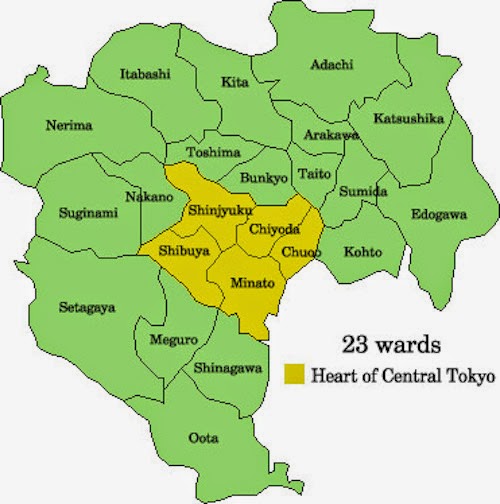 Adachi
Itabashi
Kita
Katsushika
Nerima
Arakawa
Toshima
Bunkyo
Taito
Sumida
Nakano
Shinjyuku
Suginami
Edogawa
Chiyoda
Shibuya
Chuoo
Kohto
Minato
Setagaya
Meguro
23 wards
Shinagawa
Heart of Central Tokyo
Oota